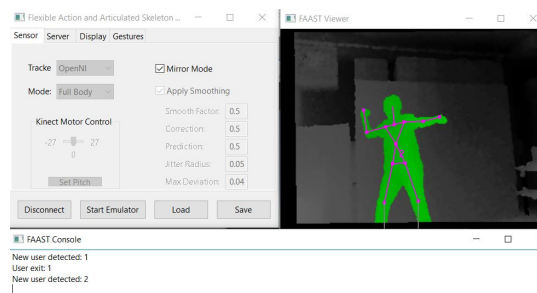 Flexible Action and Articulated Skeleton ...
FAAST Viewer
Sensor Server Display Gestures
Tracke OpenNI
Mirror Mode
Mode: Full Body
Apply Smoothing
Smooth Factor: 0.5
Kinect Motor Control
Correction: 0.5
-27 27
Prediction: 0.5
0
Jitter Radius: 0.05
Set Pitch
Max Deviation: 0.04
Disconnect Start Emulator Load Save
FAAST Console
New user detected: 1
User exit: 1
New user detected: 2